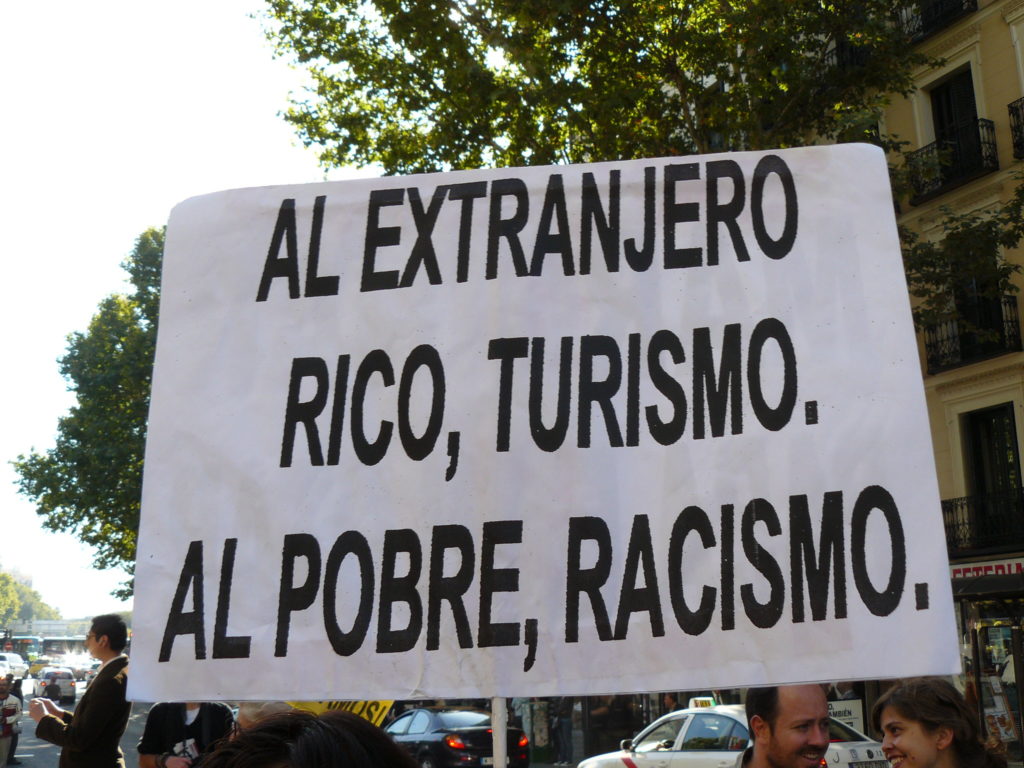 AL EXTRANJERO
RICO, TURISMO.
AL POBRE, RACISMO.